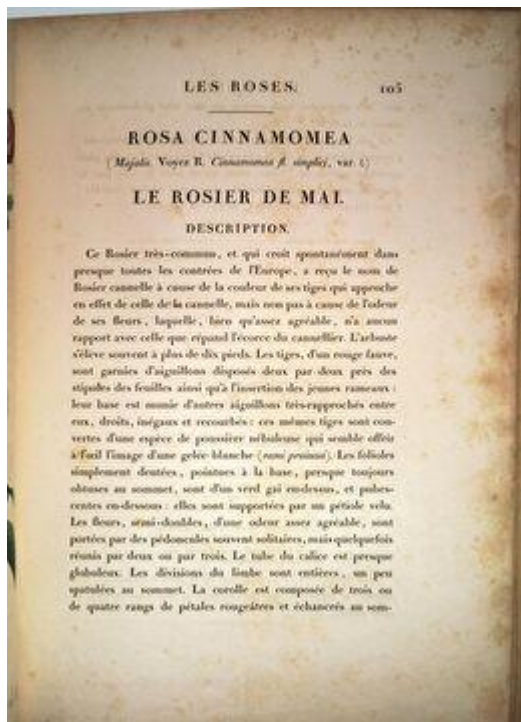 LES ROSES.
105
ROSA CINNAMOMEA
(Majalis. Voyez R. Cinnamomea fl. simplici, var. 1.)
LE ROSIER DE MAI.
DESCRIPTION.
Ce Rosier très-commun, et qui croît spontanément dans
presque toutes les contrées de l'Europe, a reçu le nom de
Rosier cannelle à cause de la couleur de ses tiges qui approche
en effet de celle de la cannelle, mais non pas à cause de l'odeur
de ses fleurs, laquelle, bien qu'assez agréable, n'a aucun
rapport avec celle que répand l'écorce du cannellier. L'arbuste
s'élève souvent à plus de dix pieds. Les tiges, d'un rouge fauve,
sont garnies d'aiguillons disposés deux par deux près des
stipules des feuilles ainsi qu'à l'insertion des jeunes rameaux :
leur base est munie d'autres aiguillons très-rapprochés entre
eux, droits, inégaux et recourbés : ces mêmes tiges sont cou-
vertes d'une espèce de poussière nébuleuse qui semble offrir
à l'œil l'image d'une gelée blanche (rami pruinosi). Les folioles
simplement dentées, pointues à la base, presque toujours
obtuses au sommet, sont d'un verd gai en-dessus, et pubes-
centes en-dessous : elles sont supportées par un pétiole velu.
Les fleurs, semi-doubles, d'une odeur assez agréable, sont
portées par des pédoncules souvent solitaires, mais quelquefois
réunis par deux ou par trois. Le tube du calice est presque
globuleux. Les divisions du limbe sont entières, un peu
spatulées au sommet. La corolle est composée de trois ou
de quatre rangs de pétales rougeâtres et échancrés au som-